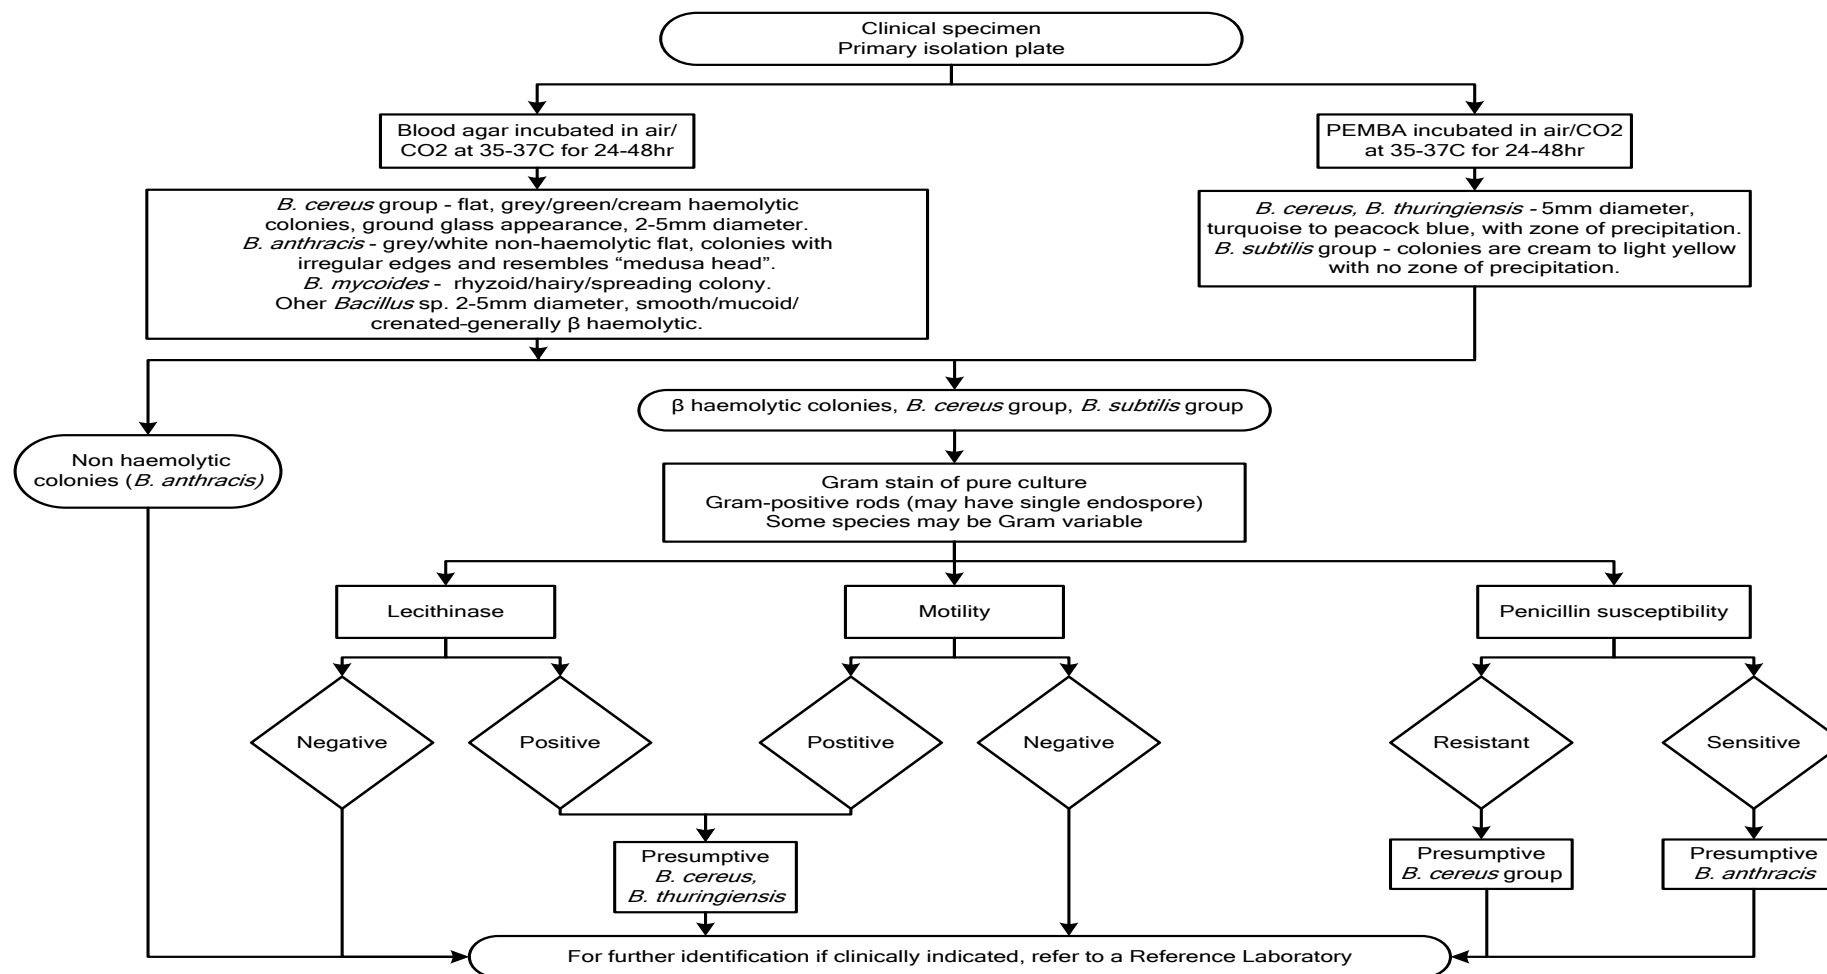 Clinical specimen
Primary isolation plate
Blood agar incubated in air/
CO2 at 35-37C for 24-48hr
PEMBA incubated in air/CO2
at 35-37C for 24-48hr
B. cereus group - flat, grey/green/cream haemolytic
colonies, ground glass appearance, 2-5mm diameter.
B. anthracis - grey/white non-haemolytic flat, colonies with
irregular edges and resembles “medusa head”.
B. mycoides -  rhyzoid/hairy/spreading colony.
Oher Bacillus sp. 2-5mm diameter, smooth/mucoid/
crenated-generally β haemolytic.
B. cereus, B. thuringiensis - 5mm diameter,
turquoise to peacock blue, with zone of precipitation.
B. subtilis group - colonies are cream to light yellow
with no zone of precipitation.
β haemolytic colonies, B. cereus group, B. subtilis group
Non haemolytic
colonies (B. anthracis)
Gram stain of pure culture
Gram-positive rods (may have single endospore)
Some species may be Gram variable
Lecithinase
Motility
Penicillin susceptibility
Negative
Positive
Postitive
Negative
Resistant
Sensitive
Presumptive
B. cereus,
B. thuringiensis
Presumptive
B. cereus group
Presumptive
B. anthracis
For further identification if clinically indicated, refer to a Reference Laboratory